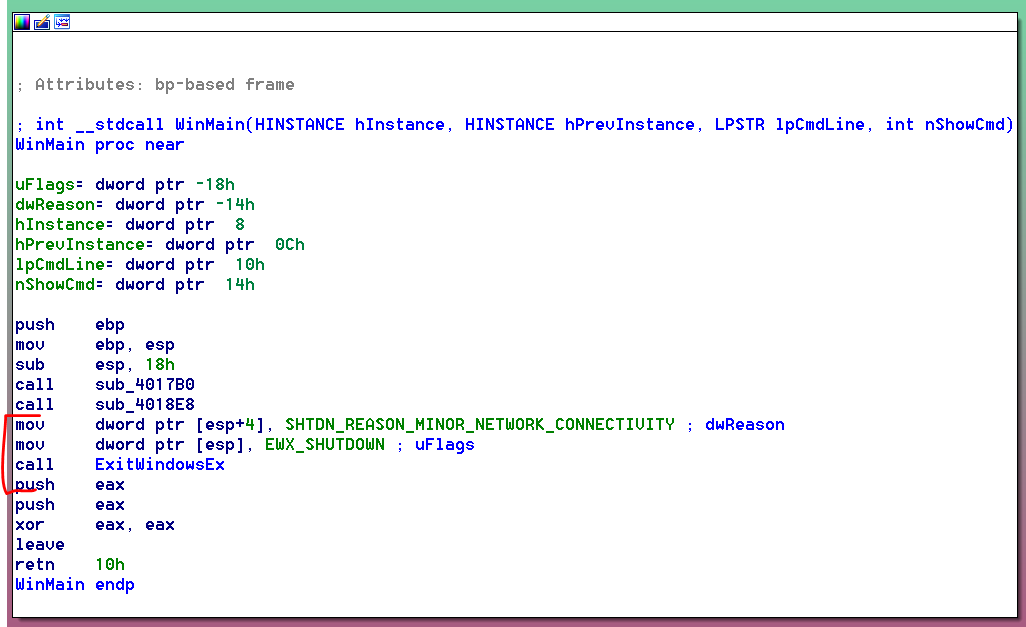 ; Attributes: bp-based frame
; int __stdcall WinMain(HINSTANCE hInstance, HINSTANCE hPrevInstance, LPSTR lpCmdLine, int nShowCmd)
WinMain proc near
uFlags= dword ptr -18h
dwReason= dword ptr -14h
hInstance= dword ptr  8
hPrevInstance= dword ptr  0Ch
lpCmdLine= dword ptr  10h
nShowCmd= dword ptr  14h
push    ebp
mov     ebp, esp
sub     esp, 18h
call    sub_4017B0
call    sub_4018E8
mov     dword ptr [esp+4], SHTDN_REASON_MINOR_NETWORK_CONNECTIVITY ; dwReason
mov     dword ptr [esp], EWX_SHUTDOWN ; uFlags
call    ExitWindowsEx
push    eax
push    eax
xor     eax, eax
leave
retn    10h
WinMain endp